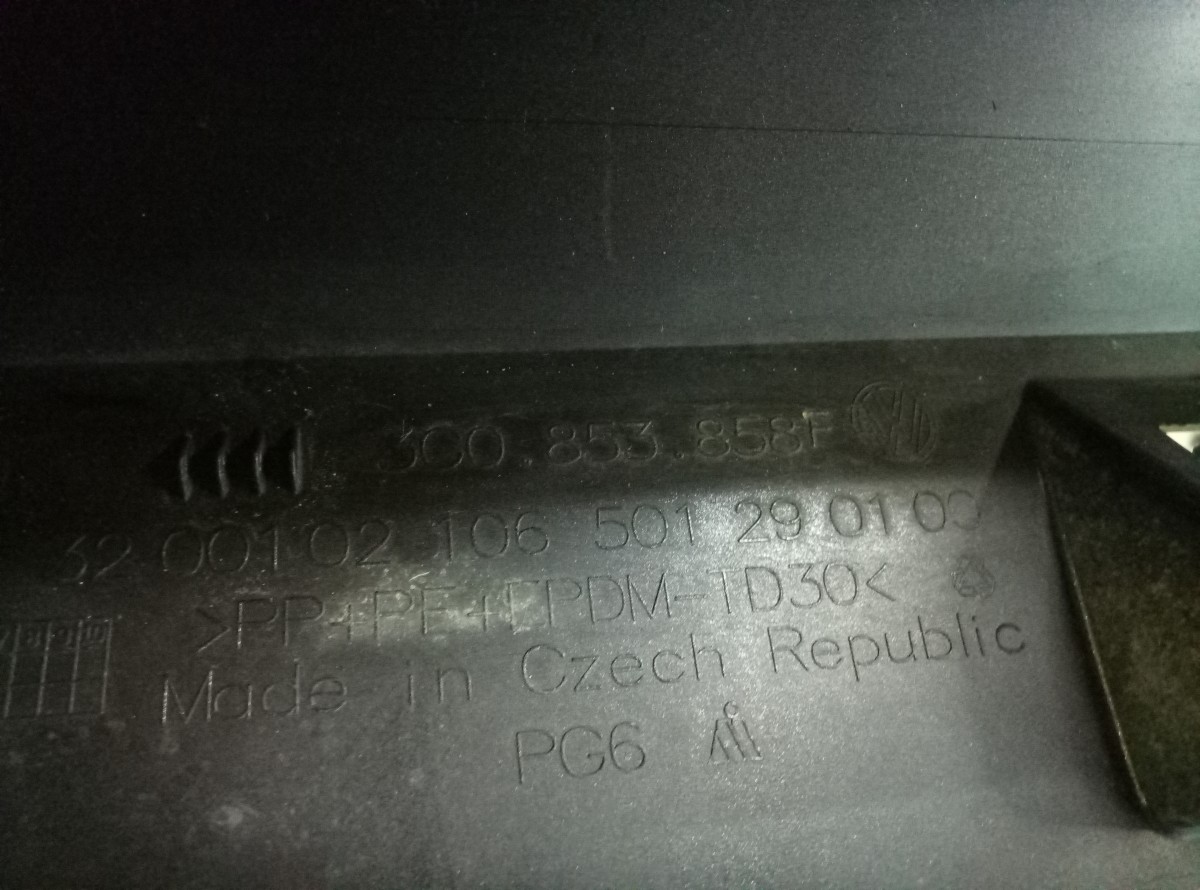 3C0.853.858F
32 00102 106 501 29 01 00
>PP+PE+EPDM-TD30<
Made in Czech Republic
PG6